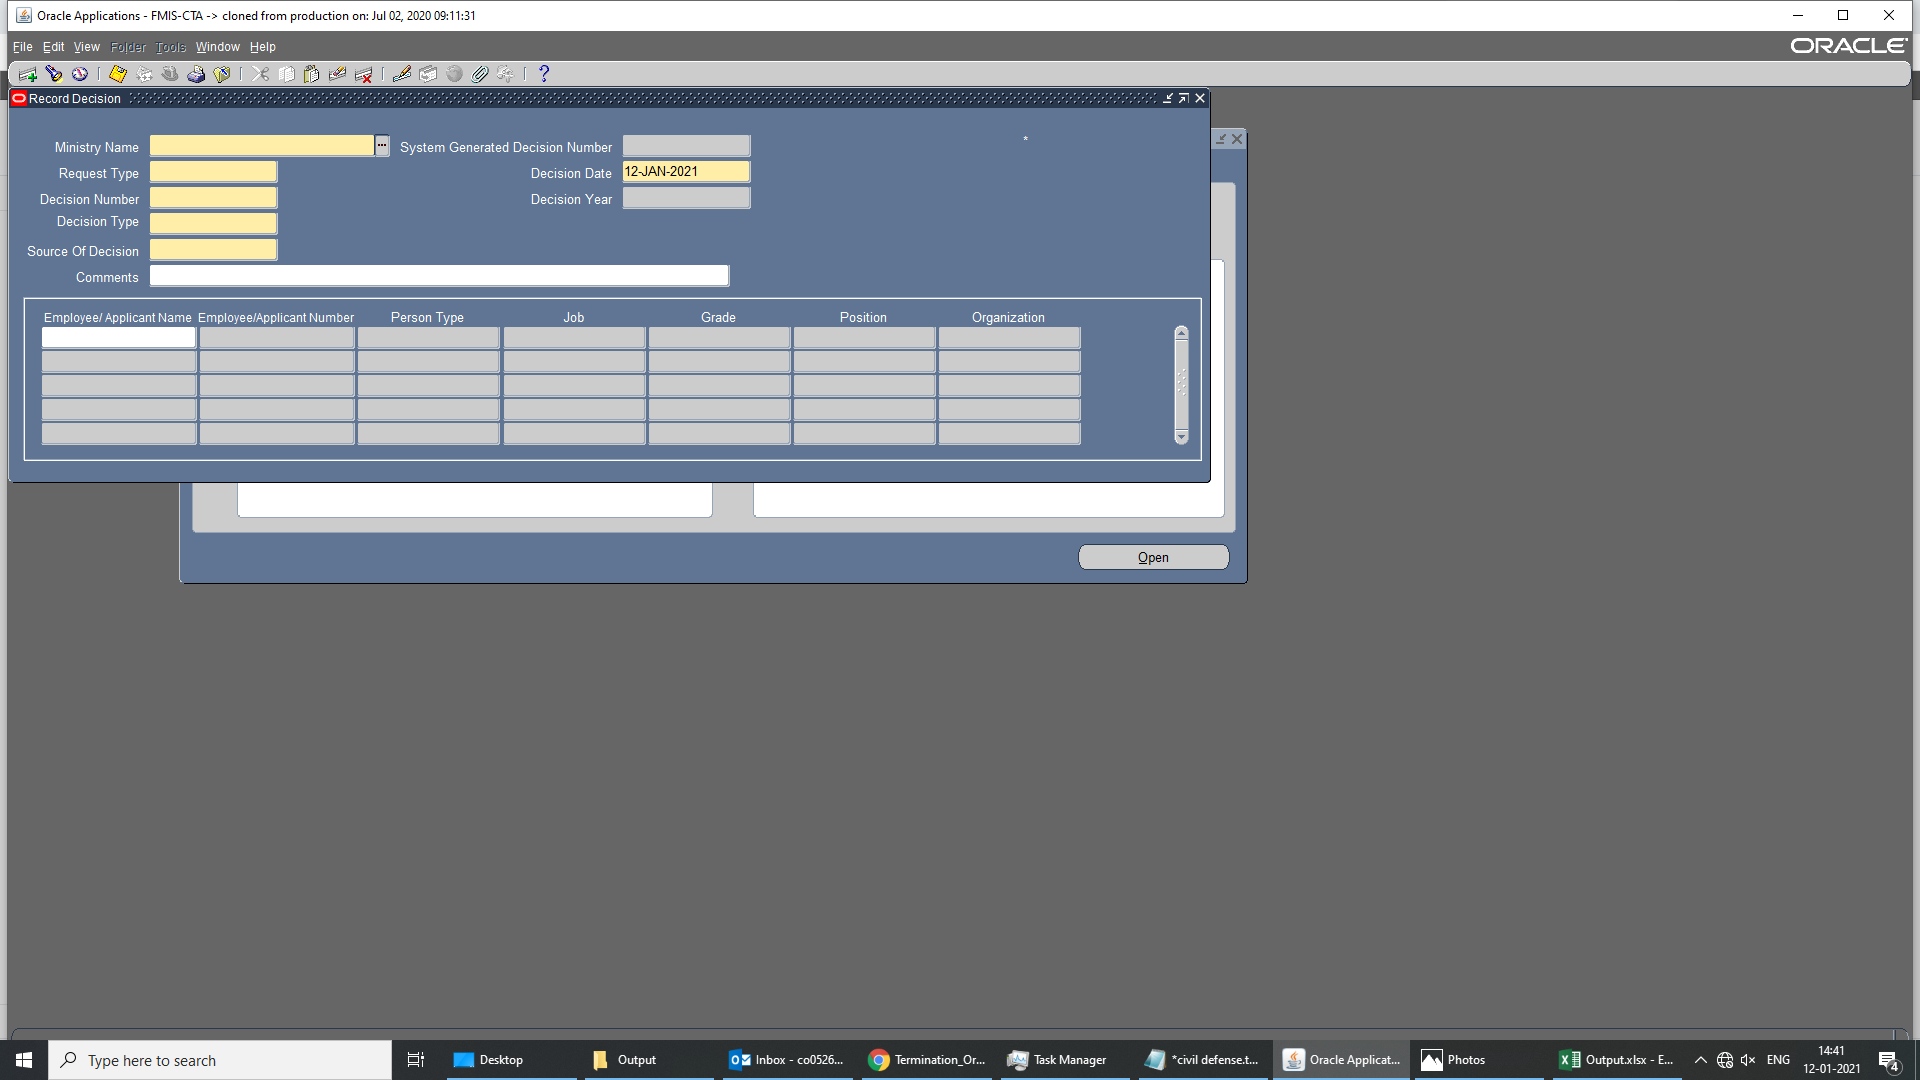 Oracle Applications - FMIS-CTA -> cloned from production on: Jul 02, 2020 09:11:31
File Edit View Folder Tools Window Help
ORACLE
Record Decision
Ministry Name
System Generated Decision Number
*
Request Type
Decision Date 12-JAN-2021
Decision Number
Decision Year
Decision Type
Source Of Decision
Comments
Employee/ Applicant Name Employee/Applicant Number Person Type Job Grade Position Organization
Open
Type here to search
Desktop
Output
Inbox - co0526...
Termination_Or...
Task Manager
*civil defense.t...
Oracle Applicat...
Photos
Output.xlsx - E...
ENG
14:41
12-01-2021
4